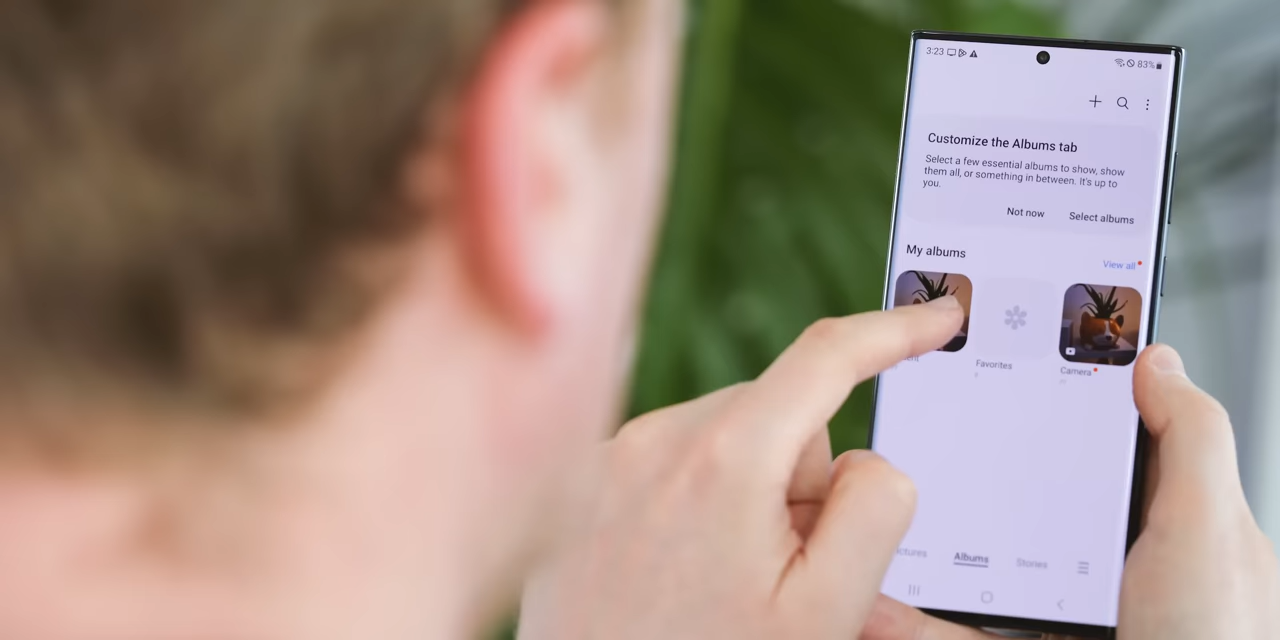 3:23
83%
Customize the Albums tab
Select a few essential albums to show, show
them all, or something in between. It's up to
you.
Not now
Select albums
My albums
View all
Favorites
Camera
Albums
Stories